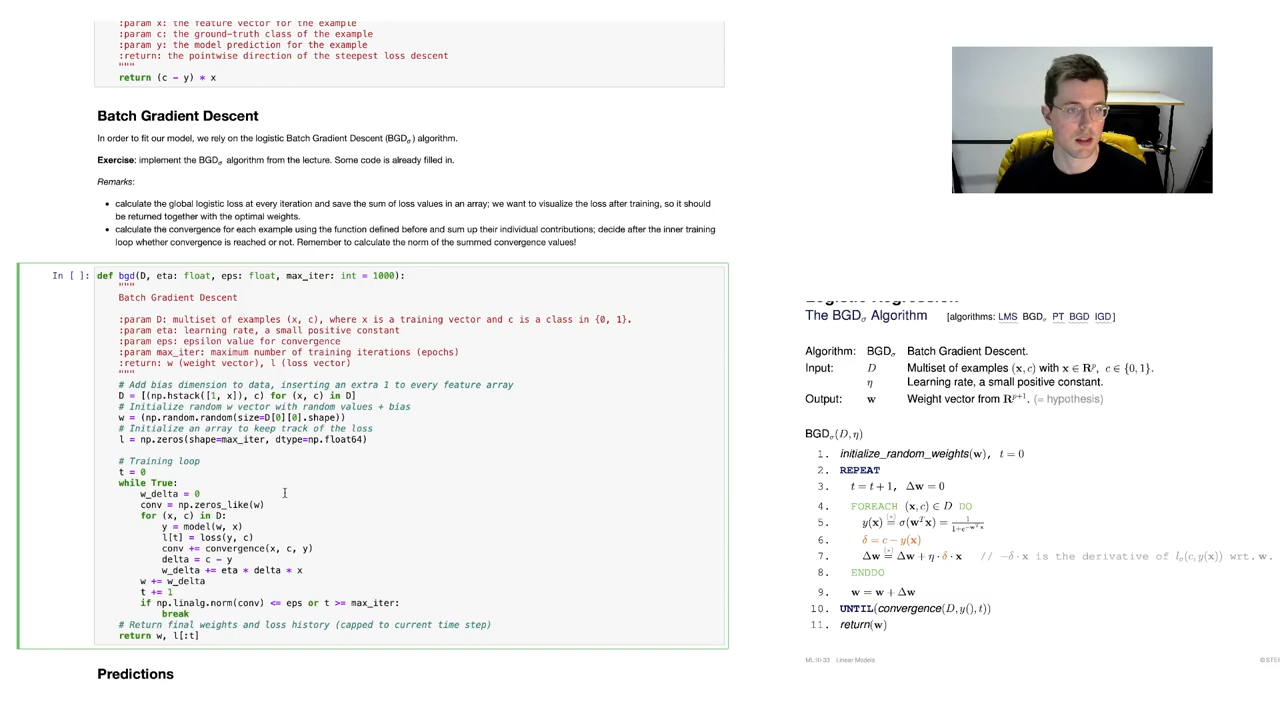 :param x: the feature vector for the example
:param c: the ground-truth class of the example
:param y: the model prediction for the example
:return: the pointwise direction of the steepest loss descent
"""
return (c - y) * x
Batch Gradient Descent
In order to fit our model, we rely on the logistic Batch Gradient Descent (BGDσ) algorithm.
Exercise: implement the BGDσ algorithm from the lecture. Some code is already filled in.
Remarks:
• calculate the global logistic loss at every iteration and save the sum of loss values in an array; we want to visualize the loss after training, so it should
be returned together with the optimal weights.
• calculate the convergence for each example using the function defined before and sum up their individual contributions; decide after the inner training
loop whether convergence is reached or not. Remember to calculate the norm of the summed convergence values!
In [ ]: def bgd(D, eta: float, eps: float, max_iter: int = 1000):
"""
Batch Gradient Descent
:param D: multiset of examples (x, c), where x is a training vector and c is a class in {0, 1}.
:param eta: learning rate, a small positive constant
:param eps: epsilon value for convergence
:param max_iter: maximum number of training iterations (epochs)
:return: w (weight vector), l (loss vector)
"""
# Add bias dimension to data, inserting an extra 1 to every feature array
D = [(np.hstack([1, x]), c) for (x, c) in D]
# Initialize random w vector with random values + bias
w = (np.random.random(size=D[0][0].shape))
# Initialize an array to keep track of the loss
l = np.zeros(shape=max_iter, dtype=np.float64)
# Training loop
t = 0
while True:
w_delta = 0
conv = np.zeros_like(w)
for (x, c) in D:
y = model(w, x)
l[t] = loss(y, c)
conv += convergence(x, c, y)
delta = c - y
w_delta += eta * delta * x
w += w_delta
t += 1
if np.linalg.norm(conv) <= eps or t >= max_iter:
break
# Return final weights and loss history (capped to current time step)
return w, l[:t]
Predictions
Logistic Regression
The BGDσ Algorithm [algorithms: LMS BGDσ PT BGD IGD]
Algorithm: BGDσ Batch Gradient Descent.
Input: D Multiset of examples (x, c) with x ∈ R^p, c ∈ {0, 1}.
η Learning rate, a small positive constant.
Output: w Weight vector from R^{p+1}. (= hypothesis)
BGDσ(D, η)
1. initialize_random_weights(w), t = 0
2. REPEAT
3. t = t + 1, Δw = 0
4. FOREACH (x, c) ∈ D DO
5. y(x) (⋆)= σ(w^T x) = 1/(1+e^{−w^T x})
6. δ = c − y(x)
7. Δw (⋆)= Δw + η · δ · x // −δ · x is the derivative of lσ(c, y(x)) wrt. w.
8. ENDDO
9. w = w + Δw
10. UNTIL(convergence(D, y(), t))
11. return(w)
ML:III-33 Linear Models ©STEI